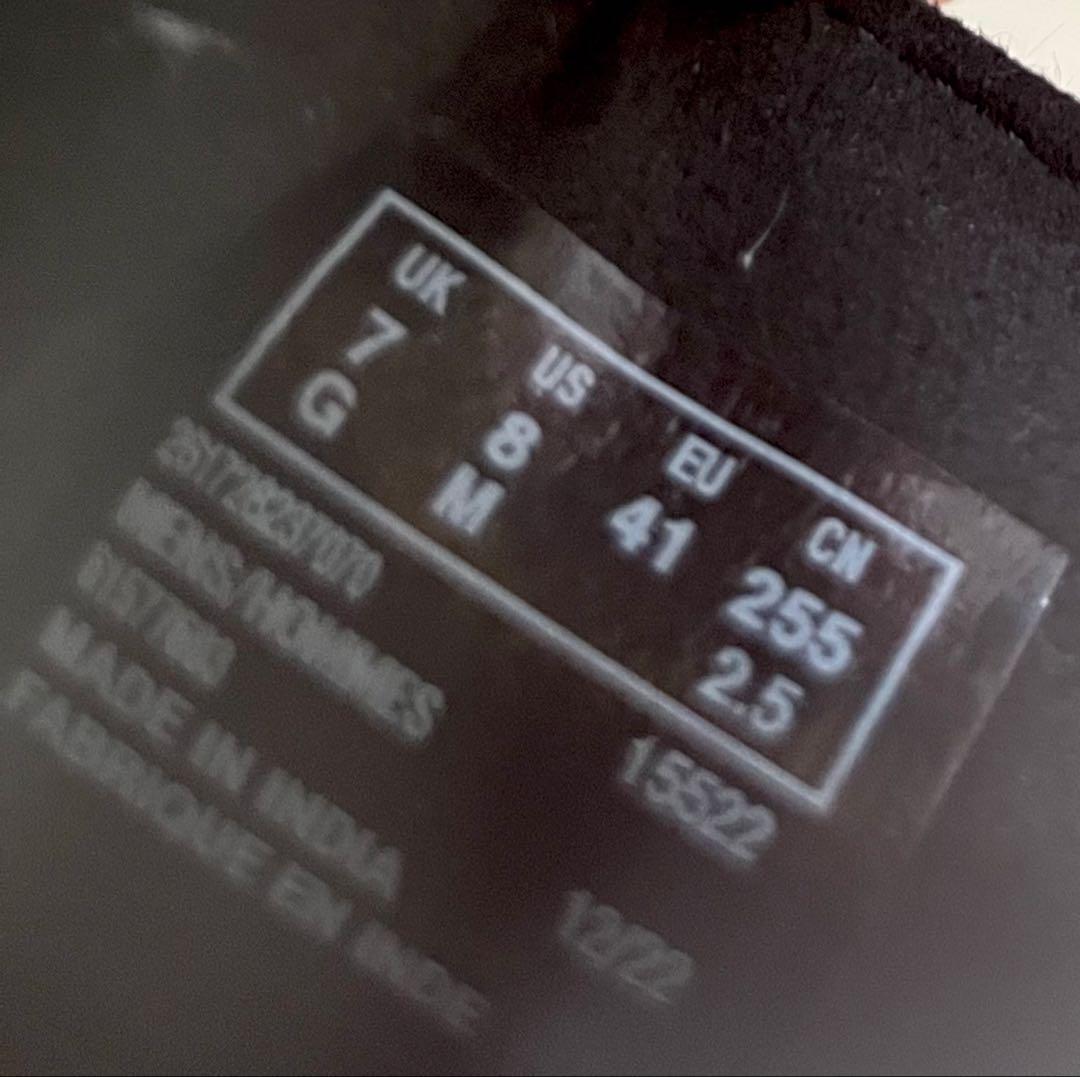 UK US EU CN
7 8 41 255
G M 2.5
MENS/HOMMES 15522
MADE IN INDIA 12/22
FABRIQUE EN INDE